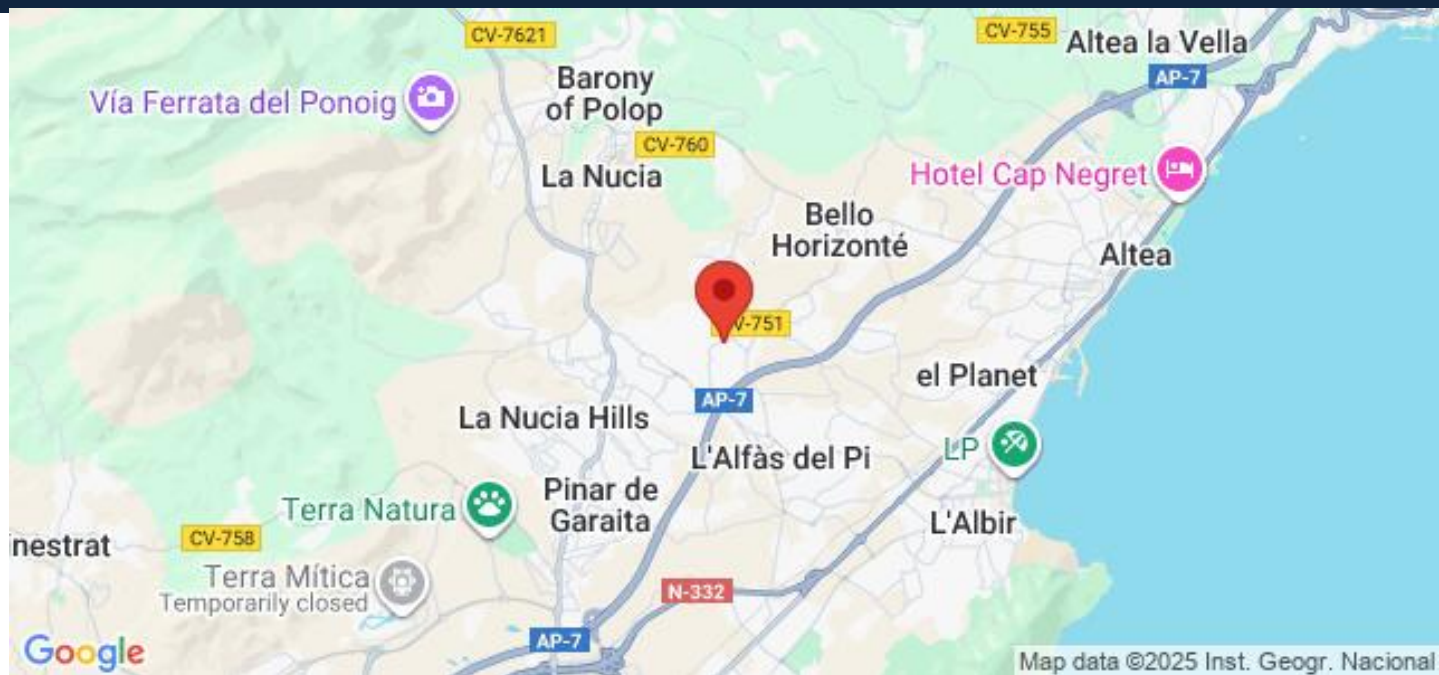 CV-7621
CV-755
Altea la Vella
AP-7
Vía Ferrata del Ponoig
Barony
of Polop
CV-760
La Nucia
Hotel Cap Negret
Bello
Horizonté
Altea
V-751
el Planet
AP-7
La Nucia Hills
L'Alfàs del Pi
LP
Terra Natura
Pinar de
Garaita
L'Albir
inestrat
CV-758
Terra Mítica
Temporarily closed
N-332
AP-7
Google
Map data ©2025 Inst. Geogr. Nacional